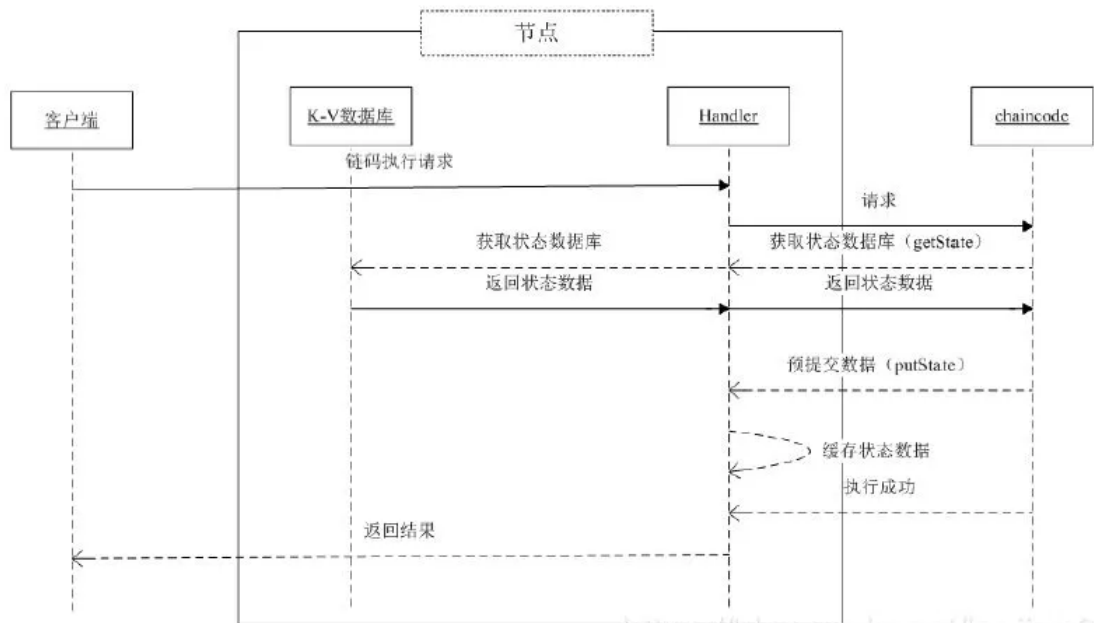 节点
客户端
K-V数据库
Handler
chaincode
链码执行请求
请求
获取状态数据库
获取状态数据库（getState）
返回状态数据
返回状态数据
预提交数据（putState）
缓存状态数据
执行成功
返回结果